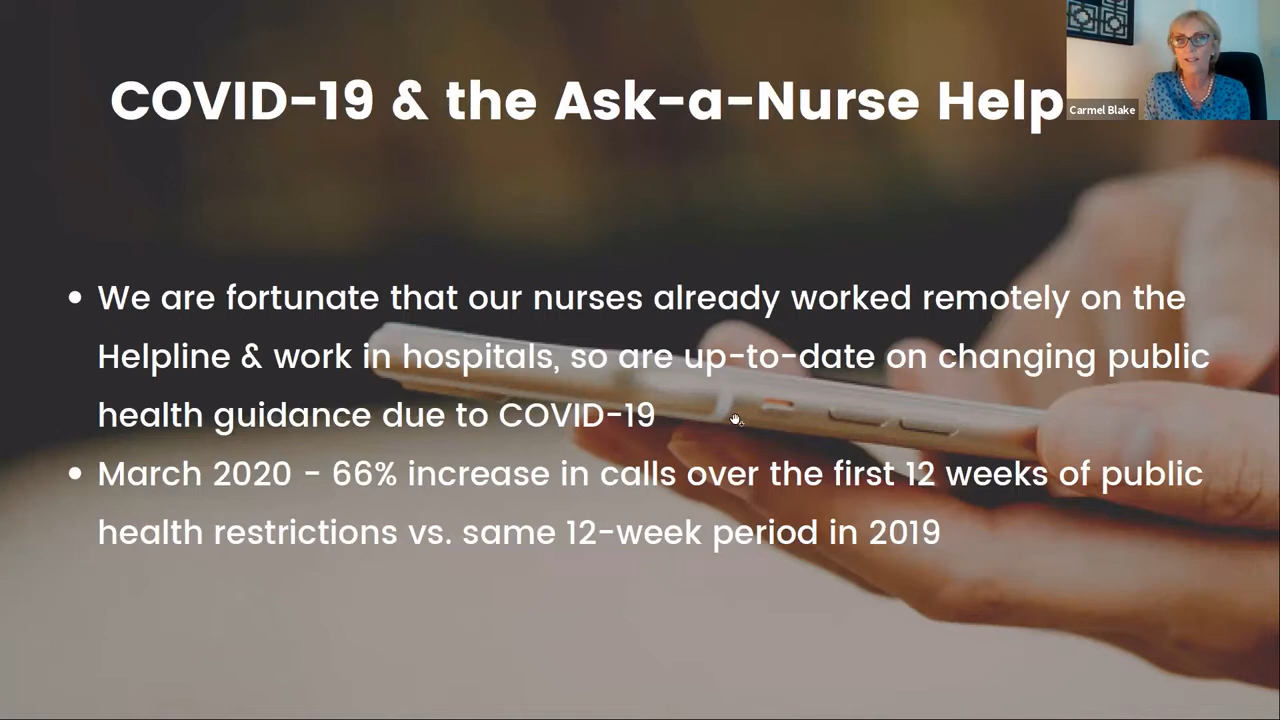 COVID-19 & the Ask-a-Nurse Help
Carmel Blake
• We are fortunate that our nurses already worked remotely on the
Helpline & work in hospitals, so are up-to-date on changing public
health guidance due to COVID-19
• March 2020 - 66% increase in calls over the first 12 weeks of public
health restrictions vs. same 12-week period in 2019